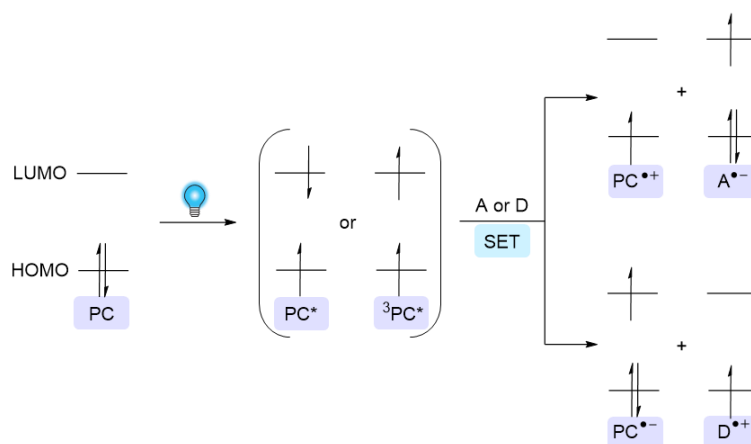 LUMO
HOMO
PC
PC*
or
³PC*
A or D
SET
+
PC•+
A•−
+
PC•−
D•+